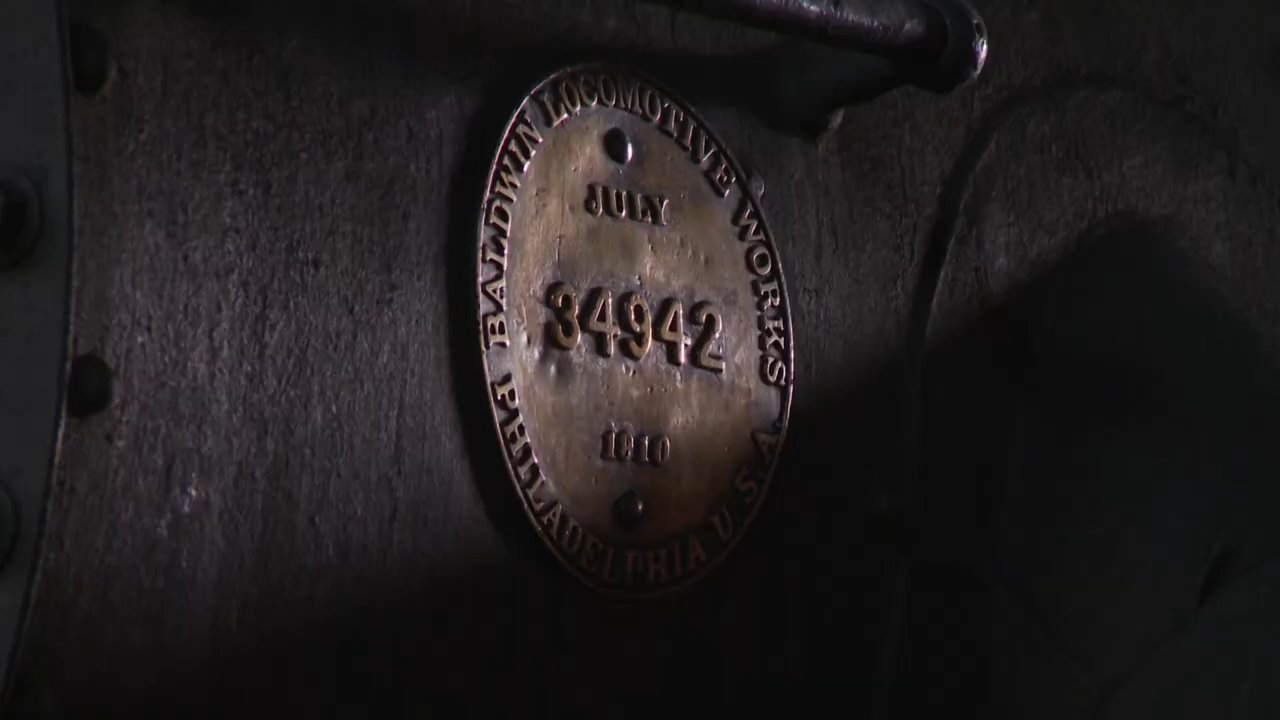 BALDWIN LOCOMOTIVE WORKS
JULY
34942
1910
PHILADELPHIA U.S.A.